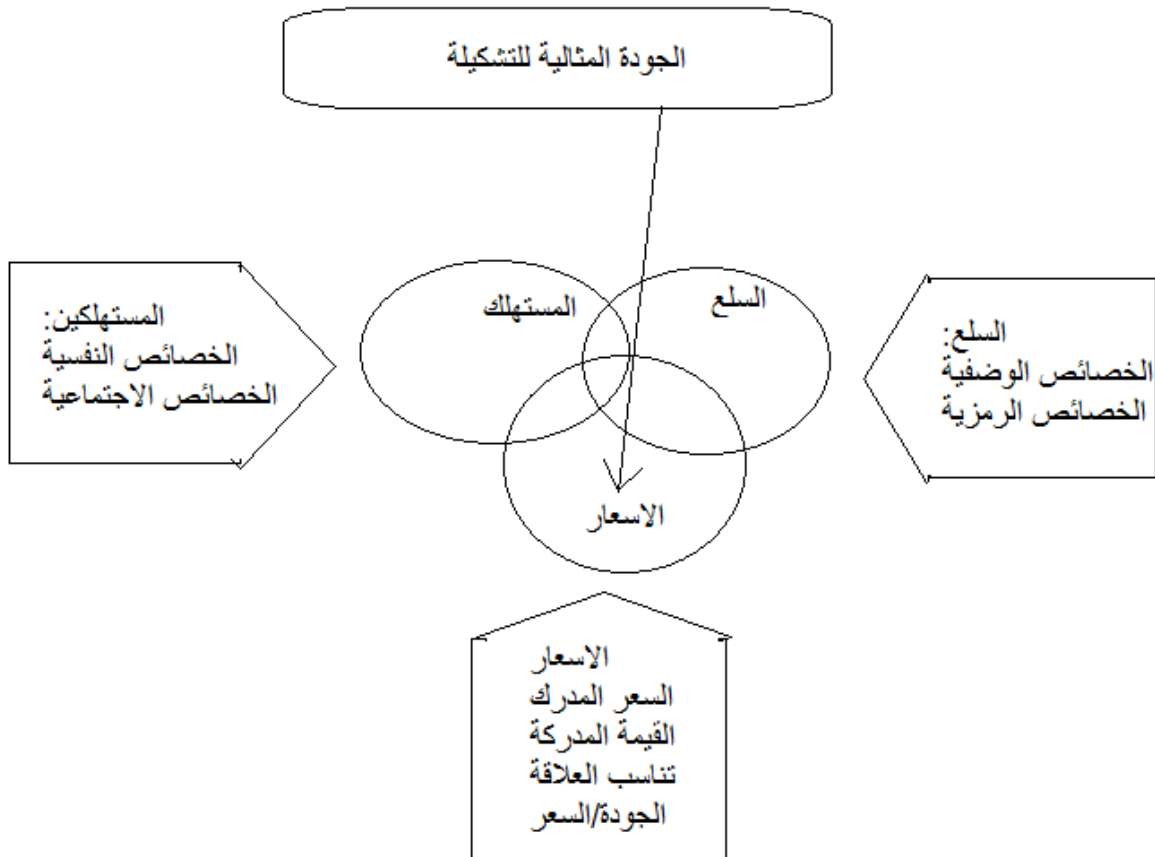 الجودة المثالية للتشكيلة
السلع
المستهلك
الاسعار
السلع:
الخصائص الوضفية
الخصائص الرمزية
المستهلكين:
الخصائص النفسية
الخصائص الاجتماعية
الاسعار
السعر المدرك
القيمة المدركة
تناسب العلاقة
الجودة/السعر